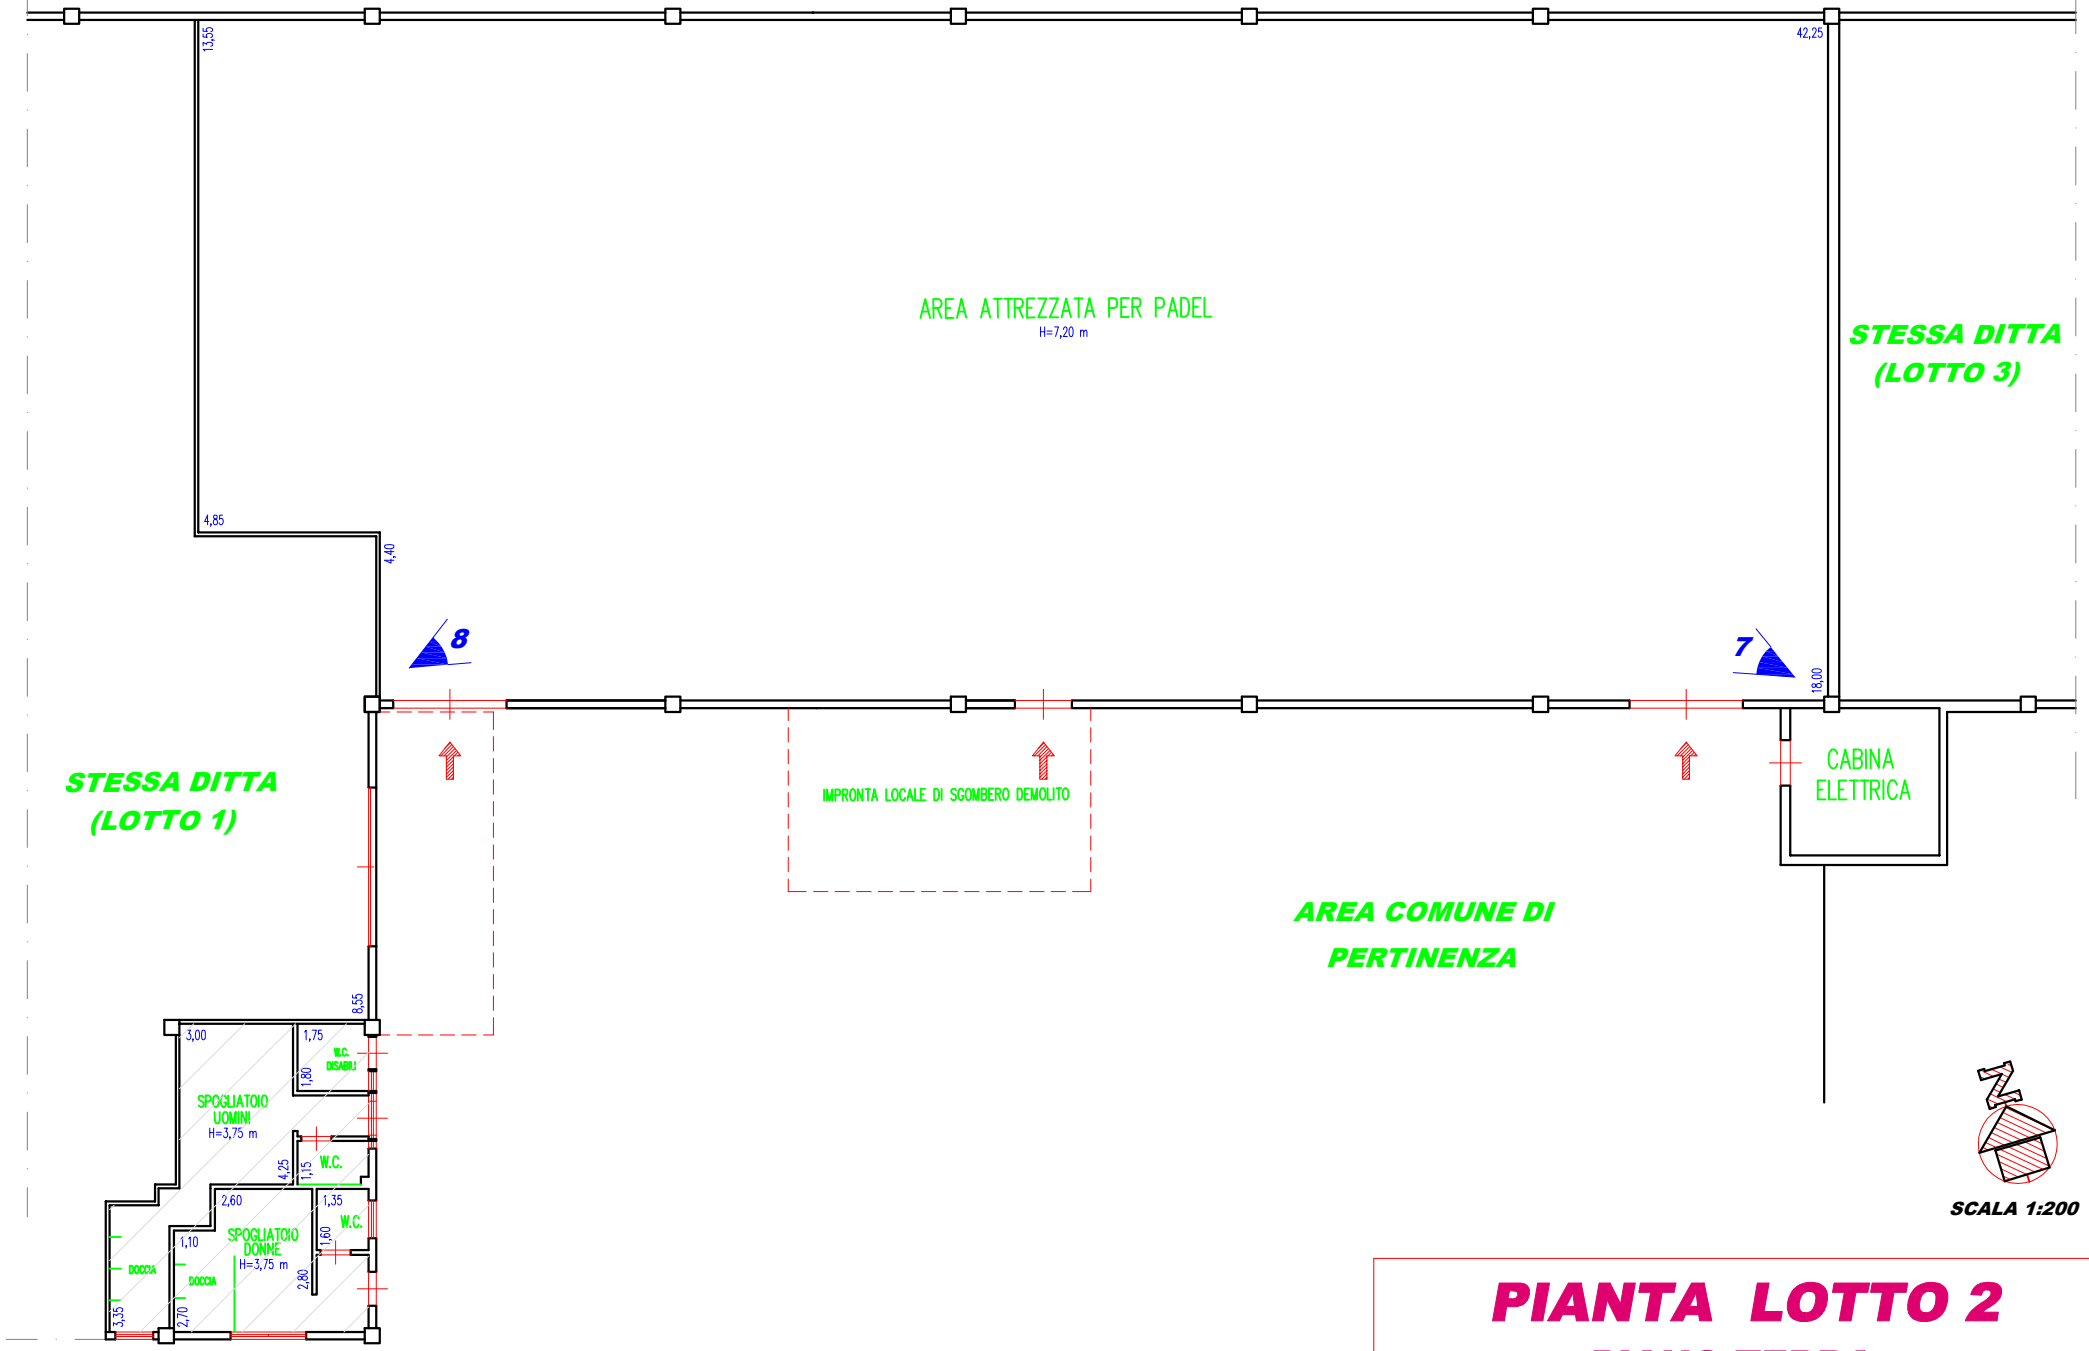 13,55
42,25
AREA ATTREZZATA PER PADEL
H=7,20 m
STESSA DITTA
(LOTTO 3)
4,85
4,40
8
7
18,00
STESSA DITTA
(LOTTO 1)
IMPRONTA LOCALE DI SGOMBERO DEMOLITO
CABINA
ELETTRICA
AREA COMUNE DI
PERTINENZA
8,55
3,00
1,75
W.C.
DISABILI
1,80
SPOGLIATOIO
UOMINI
H=3,75 m
4,25
1,15
W.C.
2,60
1,35
W.C.
1,60
1,10
SPOGLIATOIO
DONNE
H=3,75 m
DOCCIA
DOCCIA
2,80
3,35
2,70
N
SCALA 1:200
PIANTA LOTTO 2